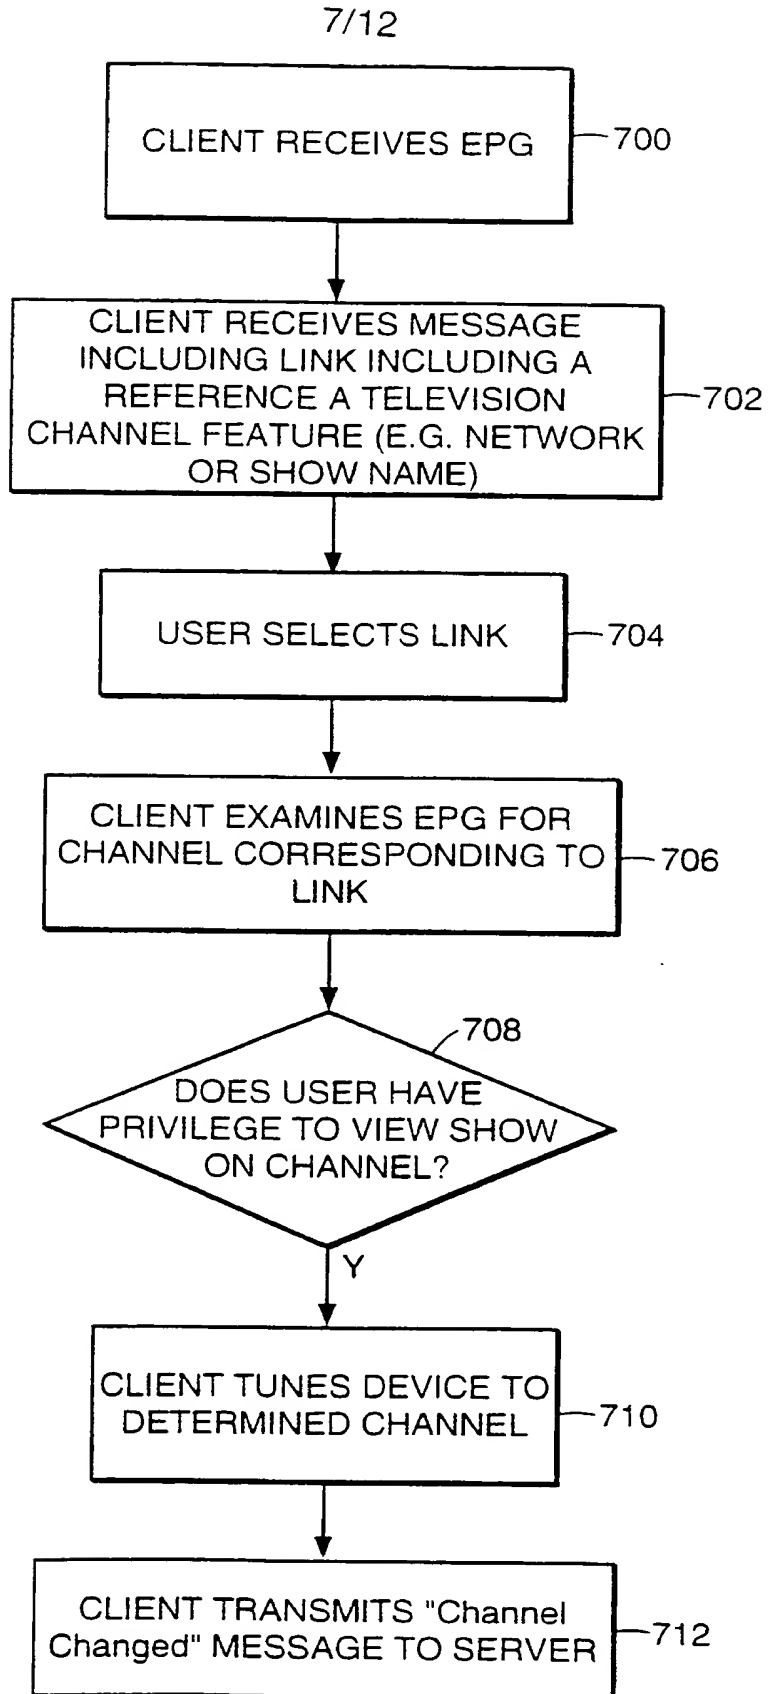 7/12
CLIENT RECEIVES EPG
700
CLIENT RECEIVES MESSAGE
INCLUDING LINK INCLUDING A
REFERENCE A TELEVISION
CHANNEL FEATURE (E.G. NETWORK
OR SHOW NAME)
702
USER SELECTS LINK
704
CLIENT EXAMINES EPG FOR
CHANNEL CORRESPONDING TO
LINK
706
708
DOES USER HAVE
PRIVILEGE TO VIEW SHOW
ON CHANNEL?
Y
CLIENT TUNES DEVICE TO
DETERMINED CHANNEL
710
CLIENT TRANSMITS "Channel
Changed" MESSAGE TO SERVER
712